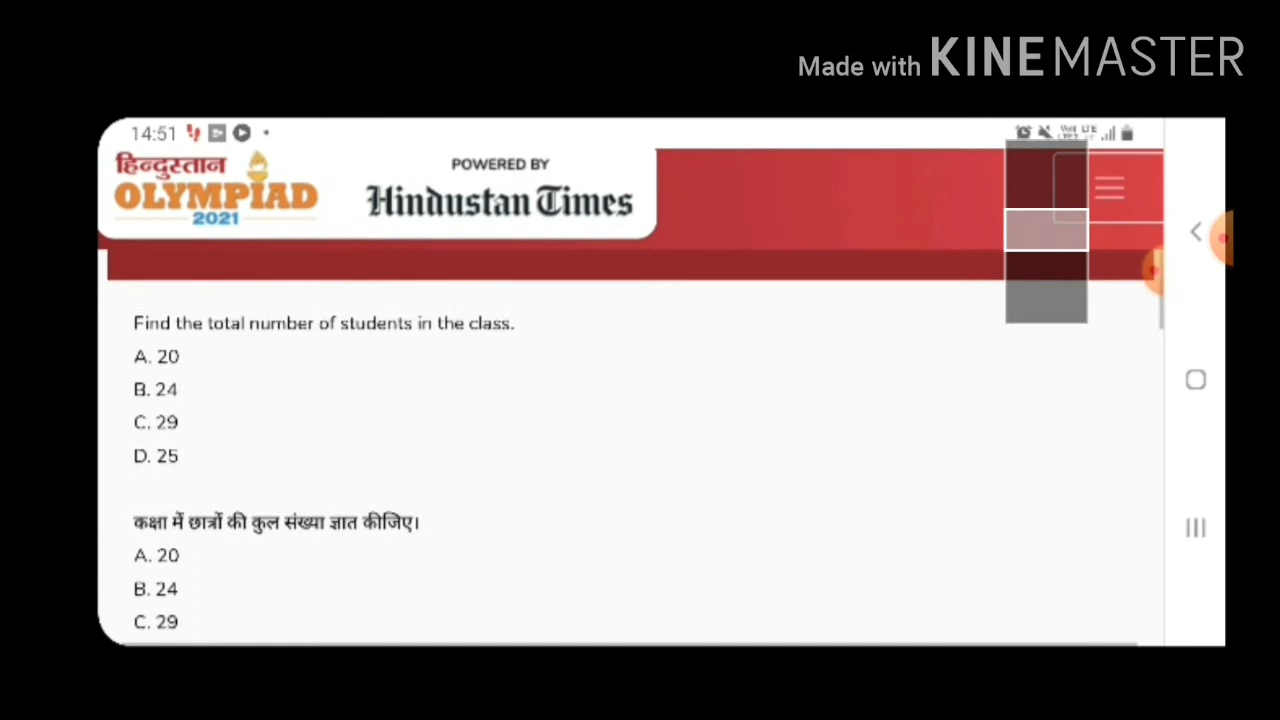 Made with KINEMASTER
14:51
हिन्दुस्तान
OLYMPIAD
2021
POWERED BY
Hindustan Times
Find the total number of students in the class.
A. 20
B. 24
C. 29
D. 25
कक्षा में छात्रों की कुल संख्या ज्ञात कीजिए।
A. 20
B. 24
C. 29